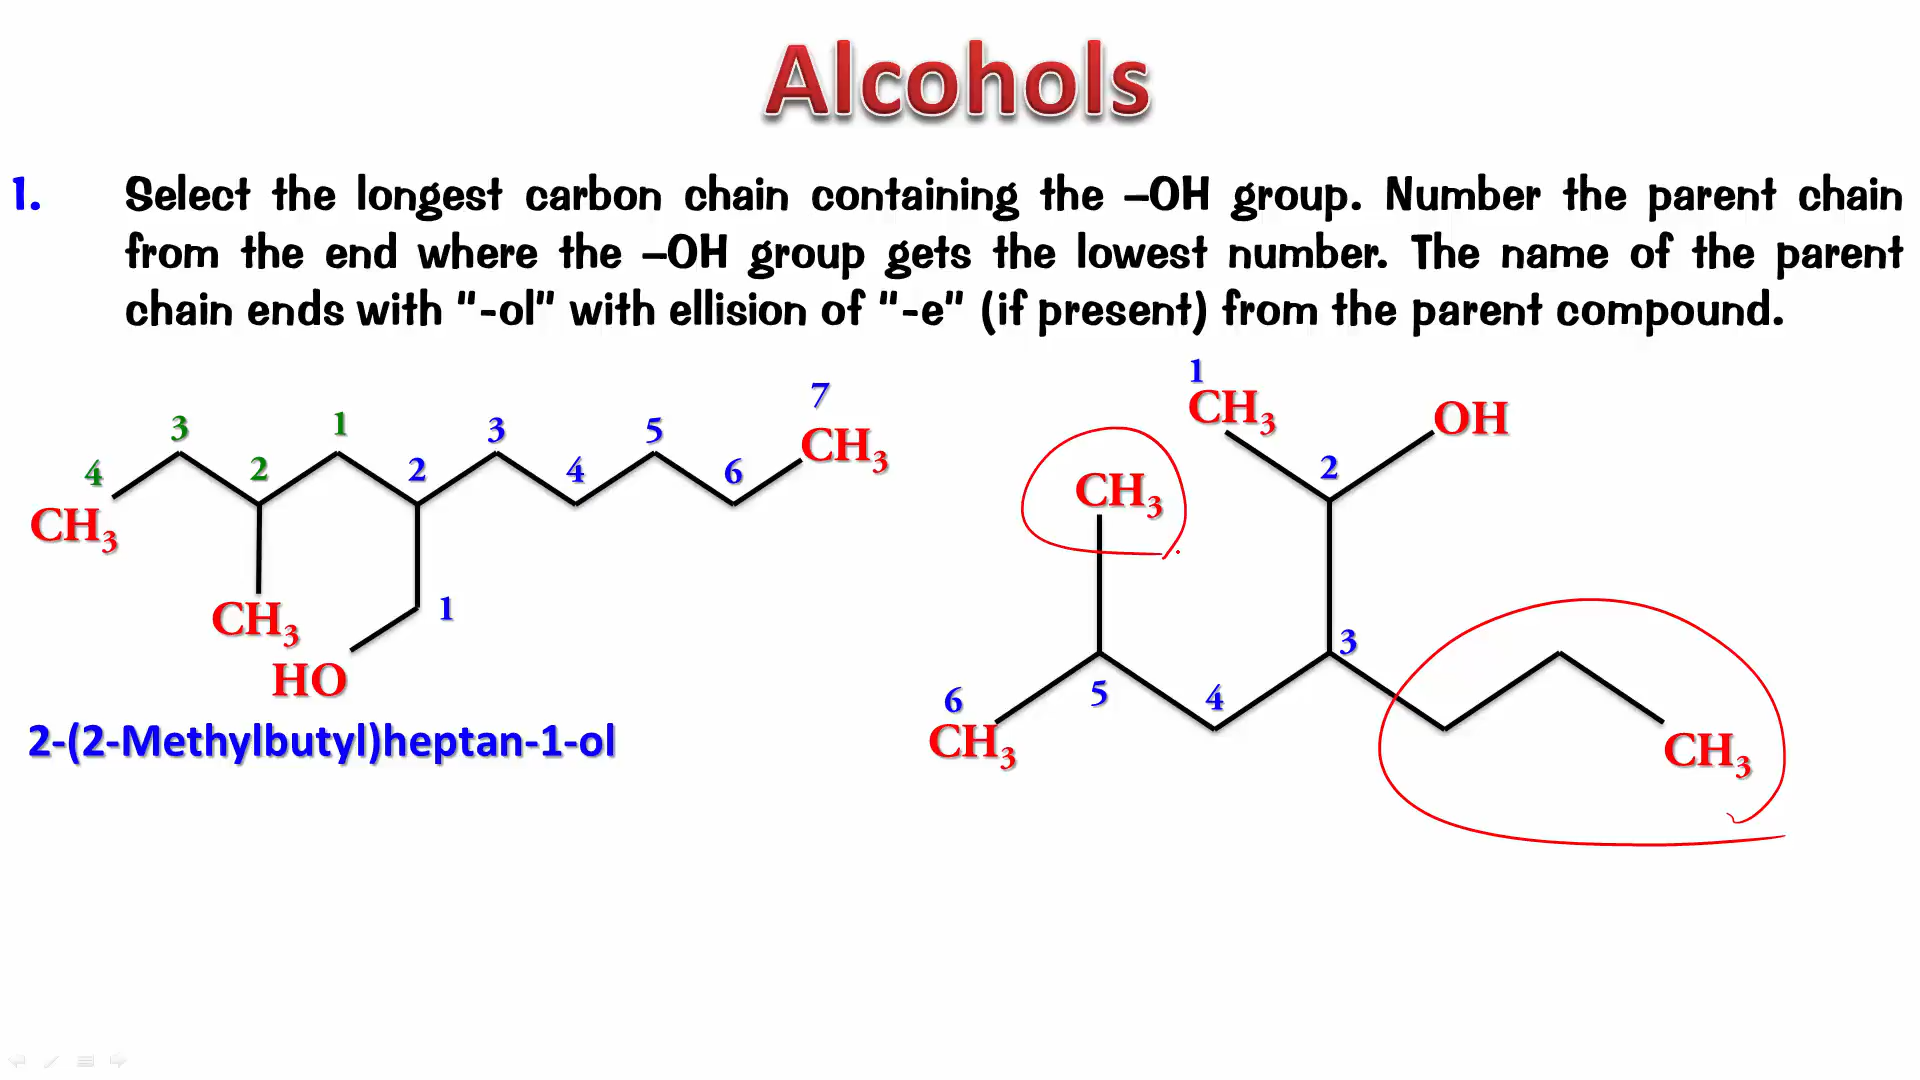 Alcohols
1. Select the longest carbon chain containing the –OH group. Number the parent chain
from the end where the –OH group gets the lowest number. The name of the parent
chain ends with "-ol" with ellision of "-e" (if present) from the parent compound.
4 3 2 1 2 3 4 5 6 7
CH₃ CH₃
CH₃
HO 1
2-(2-Methylbutyl)heptan-1-ol
1
CH₃ OH
CH₃ 2
3
6 5 4
CH₃ CH₃